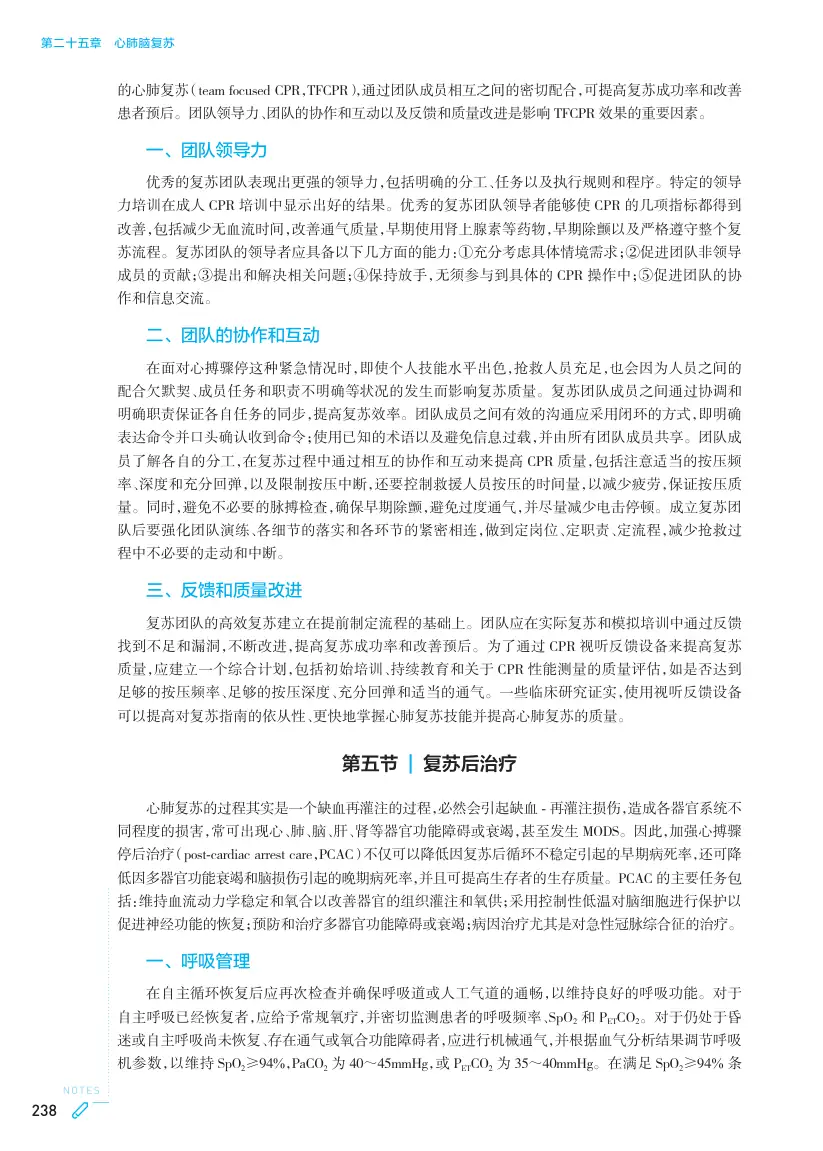 第二十五章　心肺脑复苏
的心肺复苏（team focused CPR,TFCPR），通过团队成员相互之间的密切配合，可提高复苏成功率和改善
患者预后。团队领导力、团队的协作和互动以及反馈和质量改进是影响 TFCPR 效果的重要因素。
一、团队领导力
优秀的复苏团队表现出更强的领导力，包括明确的分工、任务以及执行规则和程序。特定的领导
力培训在成人 CPR 培训中显示出好的结果。优秀的复苏团队领导者能够使 CPR 的几项指标都得到
改善，包括减少无血流时间，改善通气质量，早期使用肾上腺素等药物，早期除颤以及严格遵守整个复
苏流程。复苏团队的领导者应具备以下几方面的能力：①充分考虑具体情境需求；②促进团队非领导
成员的贡献；③提出和解决相关问题；④保持放手，无须参与到具体的 CPR 操作中；⑤促进团队的协
作和信息交流。
二、团队的协作和互动
在面对心搏骤停这种紧急情况时，即使个人技能水平出色，抢救人员充足，也会因为人员之间的
配合欠默契、成员任务和职责不明确等状况的发生而影响复苏质量。复苏团队成员之间通过协调和
明确职责保证各自任务的同步，提高复苏效率。团队成员之间有效的沟通应采用闭环的方式，即明确
表达命令并口头确认收到命令；使用已知的术语以及避免信息过载，并由所有团队成员共享。团队成
员了解各自的分工，在复苏过程中通过相互的协作和互动来提高 CPR 质量，包括注意适当的按压频
率、深度和充分回弹，以及限制按压中断，还要控制救援人员按压的时间量，以减少疲劳，保证按压质
量。同时，避免不必要的脉搏检查，确保早期除颤，避免过度通气，并尽量减少电击停顿。成立复苏团
队后要强化团队演练、各细节的落实和各环节的紧密相连，做到定岗位、定职责、定流程，减少抢救过
程中不必要的走动和中断。
三、反馈和质量改进
复苏团队的高效复苏建立在提前制定流程的基础上。团队应在实际复苏和模拟培训中通过反馈
找到不足和漏洞，不断改进，提高复苏成功率和改善预后。为了通过 CPR 视听反馈设备来提高复苏
质量，应建立一个综合计划，包括初始培训、持续教育和关于 CPR 性能测量的质量评估，如是否达到
足够的按压频率、足够的按压深度、充分回弹和适当的通气。一些临床研究证实，使用视听反馈设备
可以提高对复苏指南的依从性、更快地掌握心肺复苏技能并提高心肺复苏的质量。
第五节 | 复苏后治疗
心肺复苏的过程其实是一个缺血再灌注的过程，必然会引起缺血 - 再灌注损伤，造成各器官系统不
同程度的损害，常可出现心、肺、脑、肝、肾等器官功能障碍或衰竭，甚至发生 MODS。因此，加强心搏骤
停后治疗（post-cardiac arrest care,PCAC）不仅可以降低因复苏后循环不稳定引起的早期病死率，还可降
低因多器官功能衰竭和脑损伤引起的晚期病死率，并且可提高生存者的生存质量。PCAC 的主要任务包
括：维持血流动力学稳定和氧合以改善器官的组织灌注和氧供；采用控制性低温对脑细胞进行保护以
促进神经功能的恢复；预防和治疗多器官功能障碍或衰竭；病因治疗尤其是对急性冠脉综合征的治疗。
一、呼吸管理
在自主循环恢复后应再次检查并确保呼吸道或人工气道的通畅，以维持良好的呼吸功能。对于
自主呼吸已经恢复者，应给予常规氧疗，并密切监测患者的呼吸频率、SpO₂ 和 PETCO₂。对于仍处于昏
迷或自主呼吸尚未恢复、存在通气或氧合功能障碍者，应进行机械通气，并根据血气分析结果调节呼吸
机参数，以维持 SpO₂≥94%，PaCO₂ 为 40～45mmHg，或 PETCO₂ 为 35～40mmHg。在满足 SpO₂≥94% 条
NOTES
238